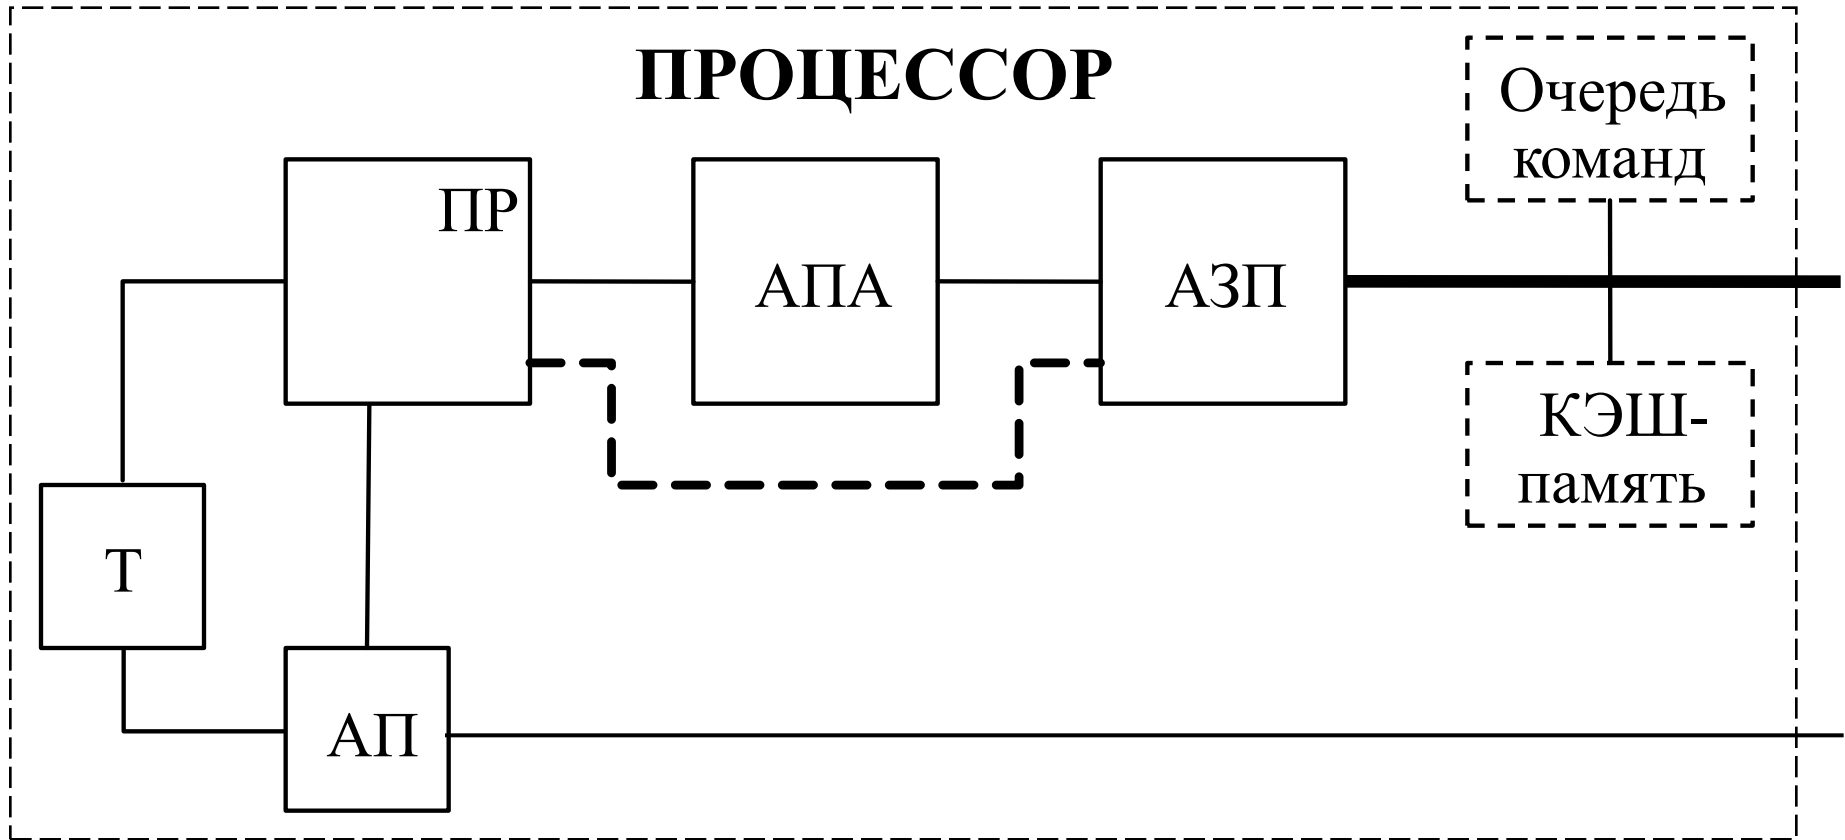 ПРОЦЕССОР
Очередь
команд
ПР
АПА
АЗП
КЭШ-
память
Т
АП